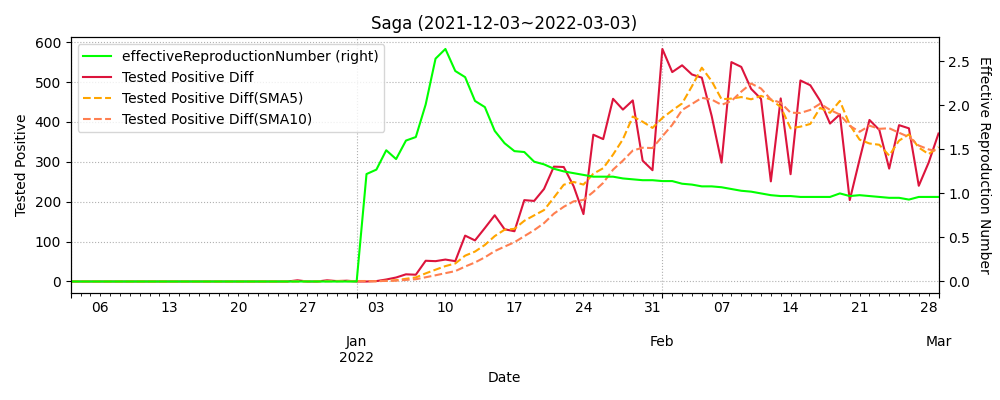 Saga (2021-12-03~2022-03-03)
effectiveReproductionNumber (right)
Tested Positive Diff
Tested Positive Diff(SMA5)
Tested Positive Diff(SMA10)
Tested Positive
600
500
400
300
200
100
0
Effective Reproduction Number
2.5
2.0
1.5
1.0
0.5
0.0
06 13 20 27 03 10 17 24 31 07 14 21 28
Jan Feb Mar
2022
Date